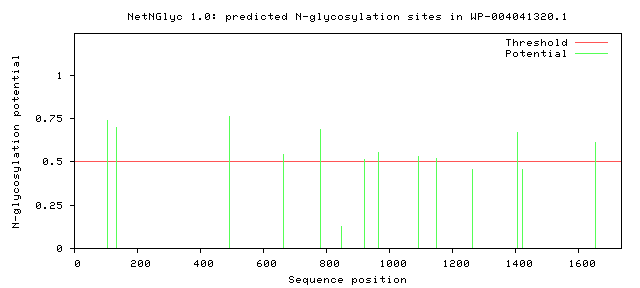 NetNGlyc 1.0: predicted N-glycosylation sites in WP-004041320.1
Threshold
Potential
N-glycosylation potential
1
0.75
0.5
0.25
0
0 200 400 600 800 1000 1200 1400 1600
Sequence position